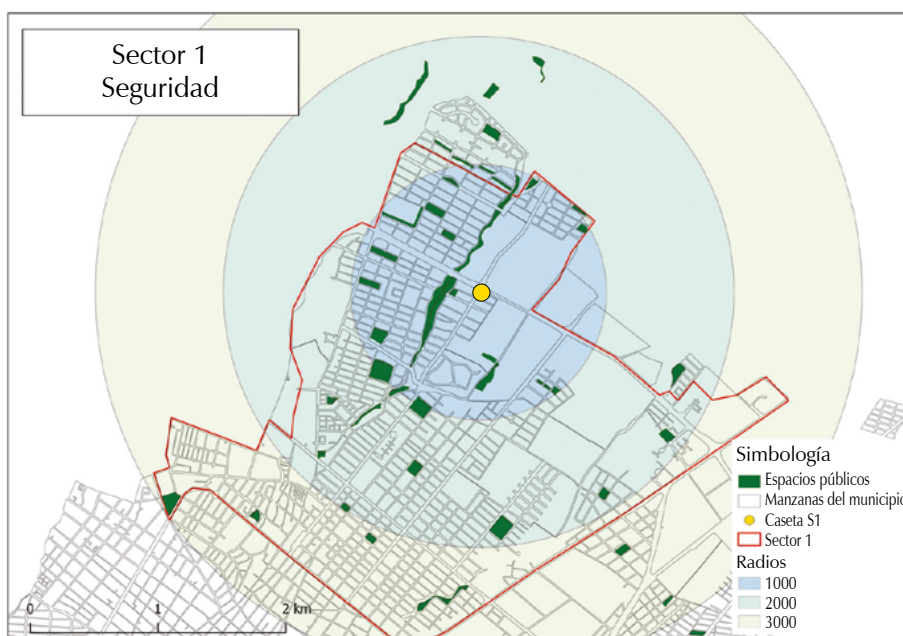 Sector 1
Seguridad
Simbología
Espacios públicos
Manzanas del municipio
Caseta S1
Sector 1
Radios
1000
2000
3000
0 1 2 km